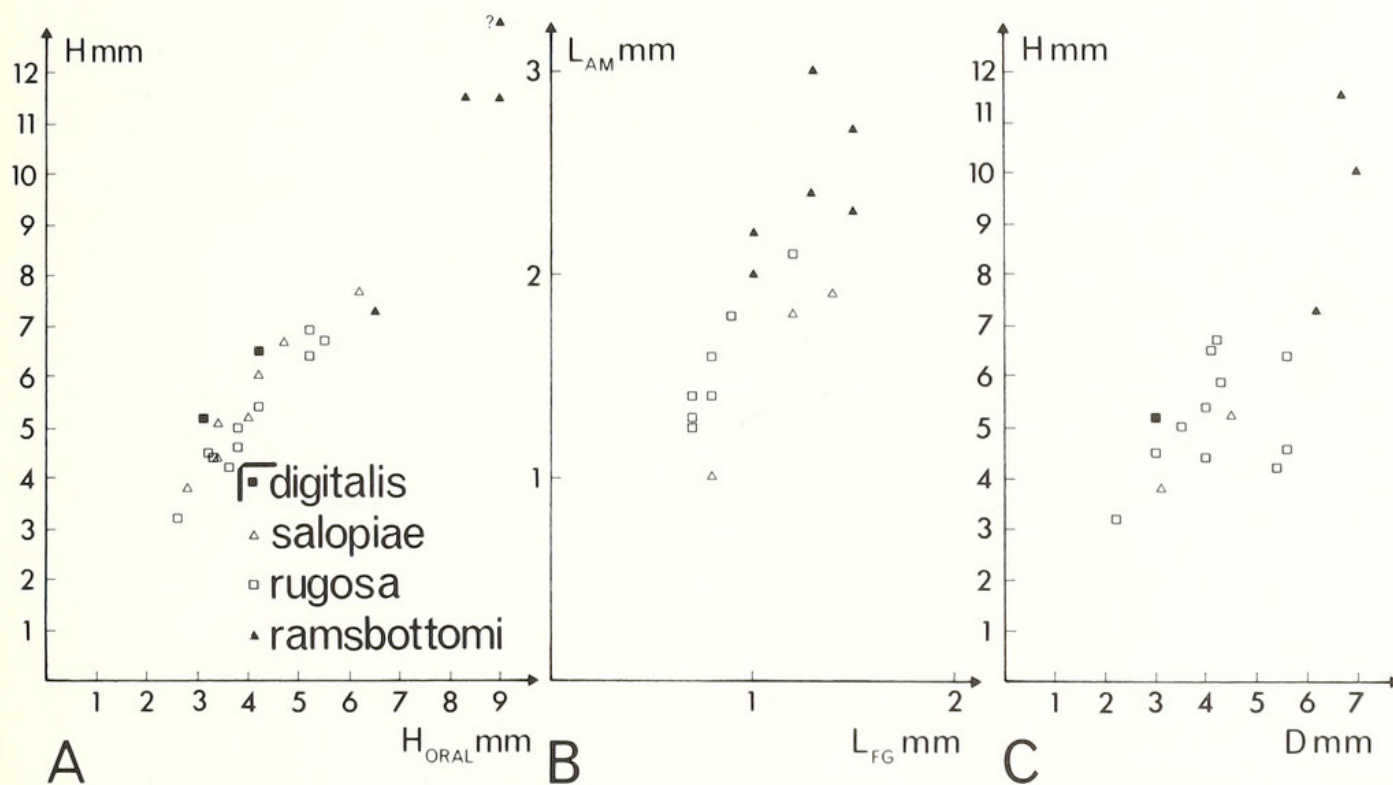 H mm
12
11
10
9
8
7
6
5
4
3
2
1
?
digitalis
salopiae
rugosa
ramsbottomi
1 2 3 4 5 6 7 8 9
H ORAL mm
A
L AM mm
3
2
1
1 2
L FG mm
B
H mm
12
11
10
9
8
7
6
5
4
3
2
1
1 2 3 4 5 6 7
D mm
C